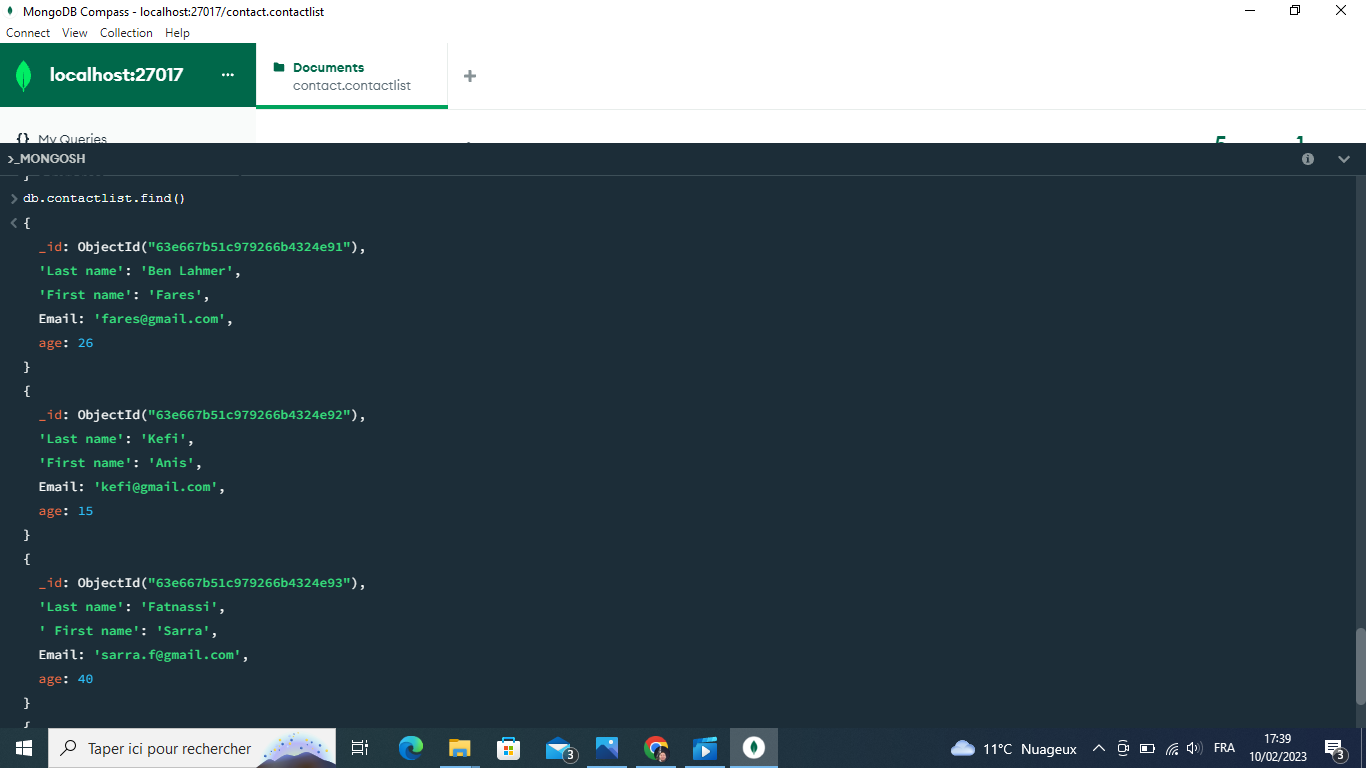 MongoDB Compass - localhost:27017/contact.contactlist
Connect View Collection Help
localhost:27017 ...
Documents
contact.contactlist
{} My Queries
5 1
>_MONGOSH
}
> db.contactlist.find()
< {
_id: ObjectId("63e667b51c979266b4324e91"),
'Last name': 'Ben Lahmer',
'First name': 'Fares',
Email: 'fares@gmail.com',
age: 26
}
{
_id: ObjectId("63e667b51c979266b4324e92"),
'Last name': 'Kefi',
'First name': 'Anis',
Email: 'kefi@gmail.com',
age: 15
}
{
_id: ObjectId("63e667b51c979266b4324e93"),
'Last name': 'Fatnassi',
' First name': 'Sarra',
Email: 'sarra.f@gmail.com',
age: 40
}
{
Taper ici pour rechercher
3
11°C Nuageux
FRA
17:39
10/02/2023
3